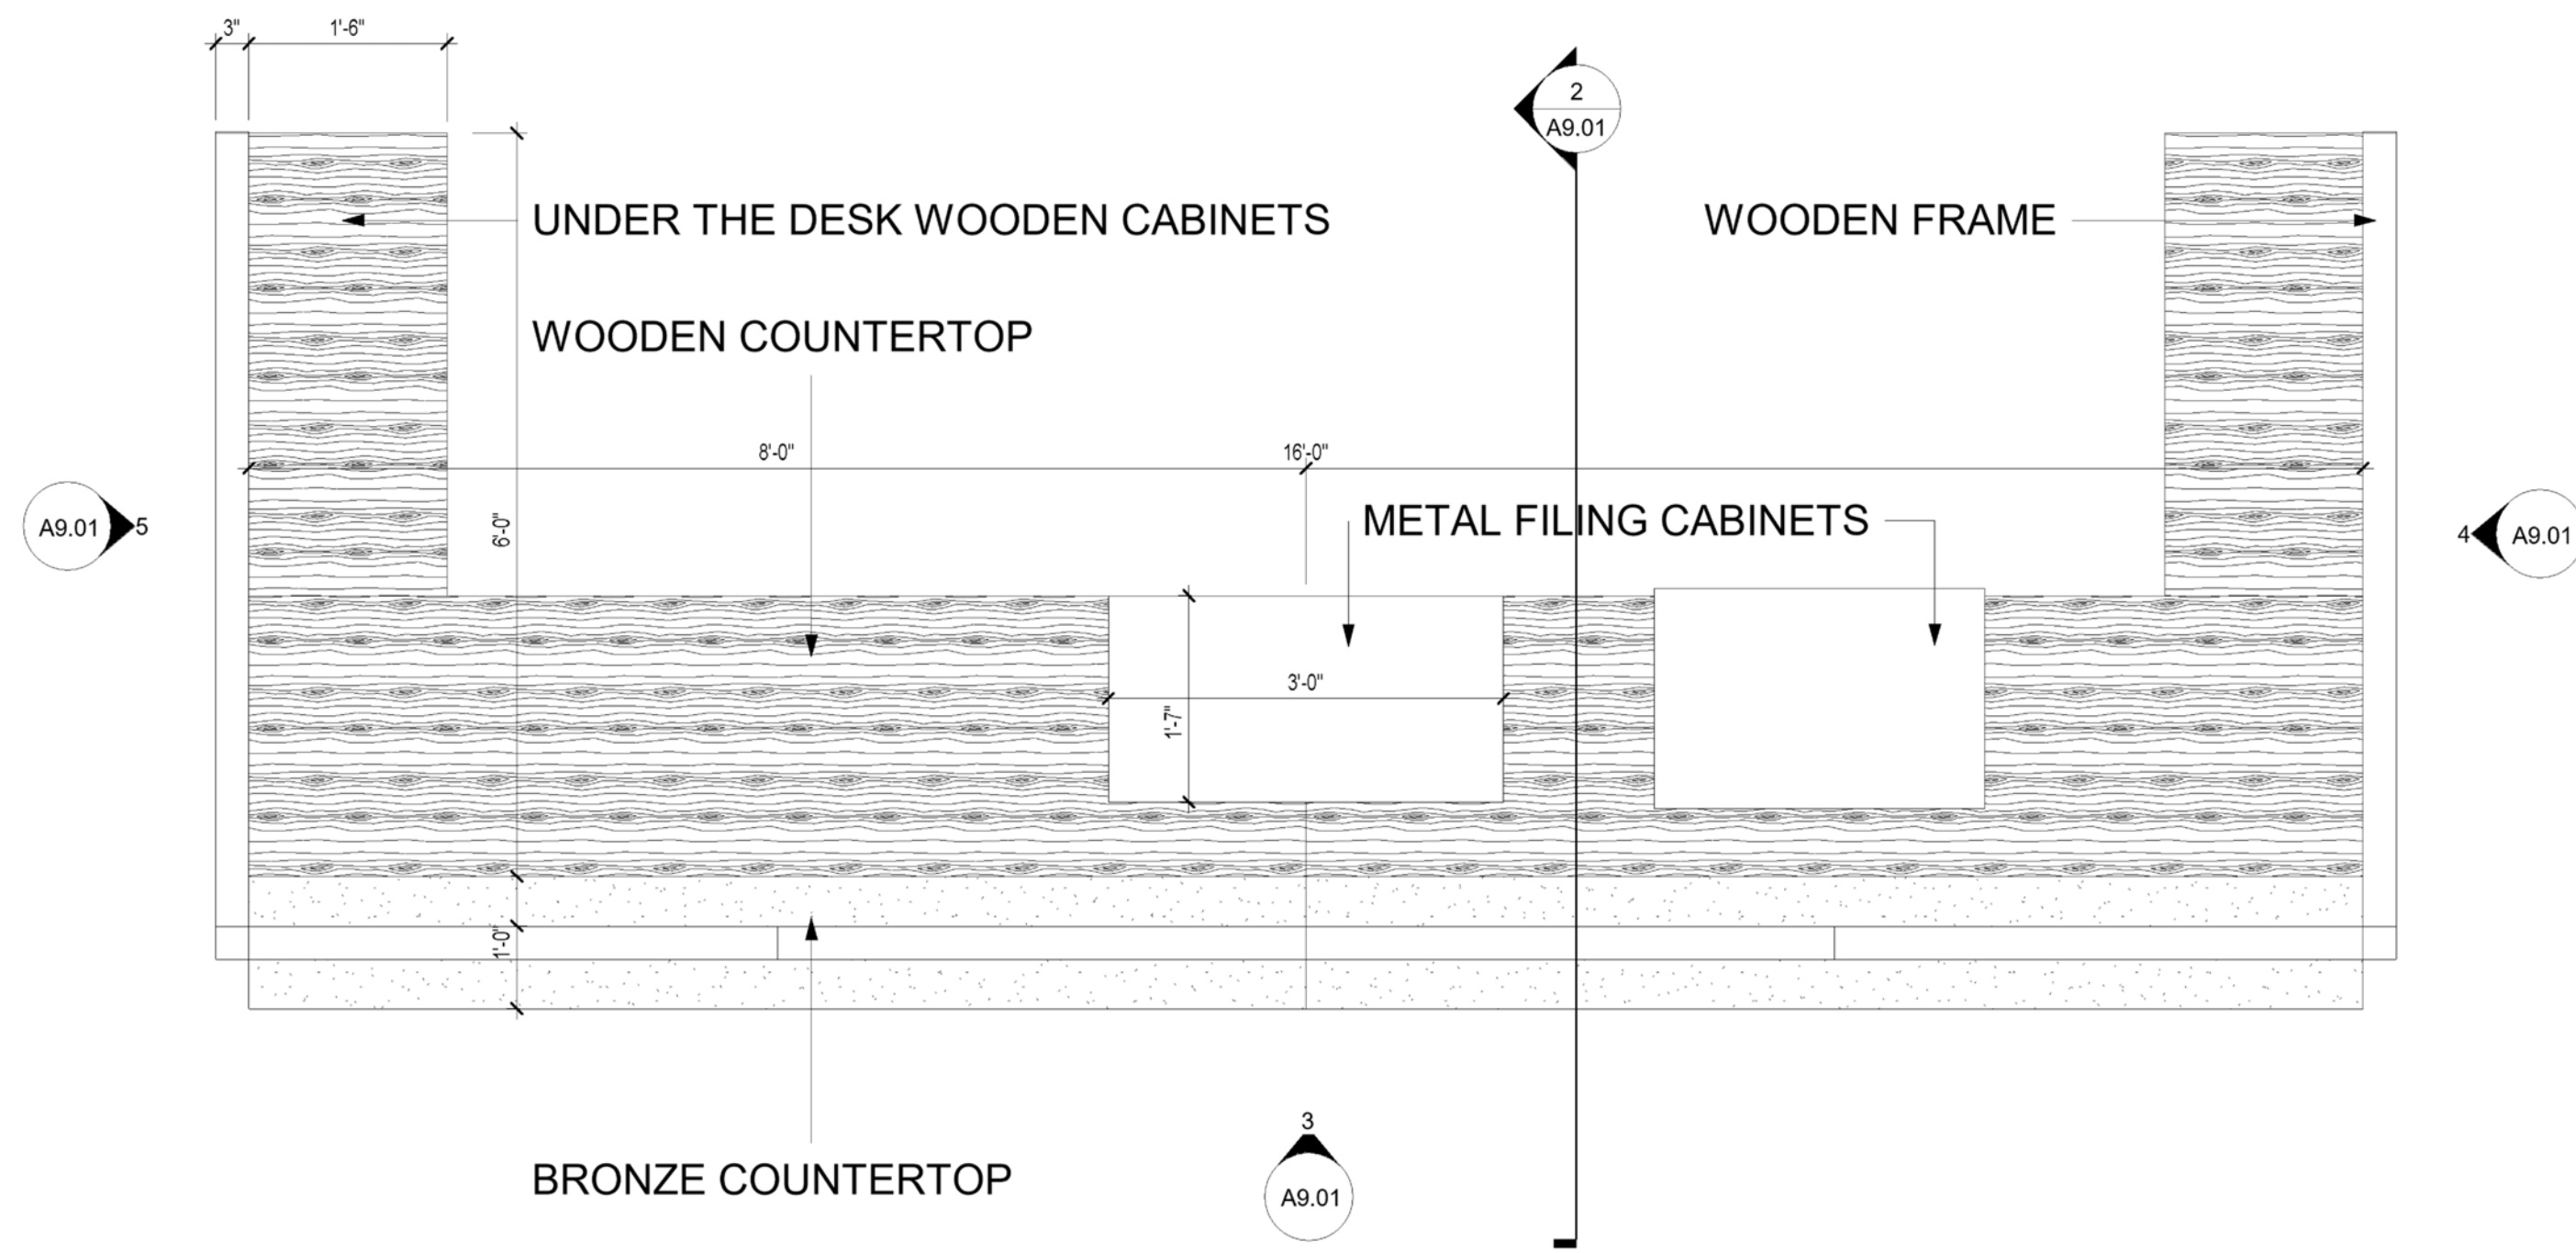 3" 1'-6"
2
A9.01
UNDER THE DESK WOODEN CABINETS
WOODEN FRAME
WOODEN COUNTERTOP
8'-0" 16'-0"
METAL FILING CABINETS
A9.01 5
6'-0"
4 A9.01
3'-0"
1'-7"
1'-0"
3
A9.01
BRONZE COUNTERTOP